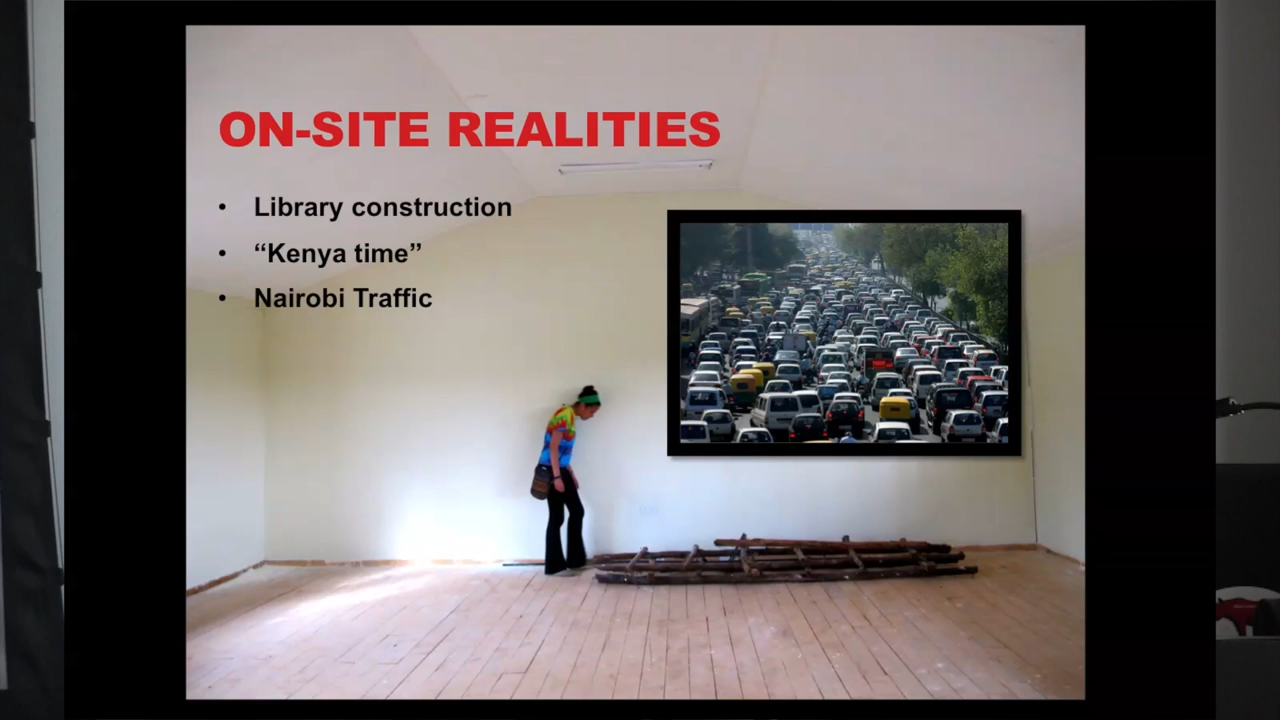 ON-SITE REALITIES
• Library construction
• “Kenya time”
• Nairobi Traffic